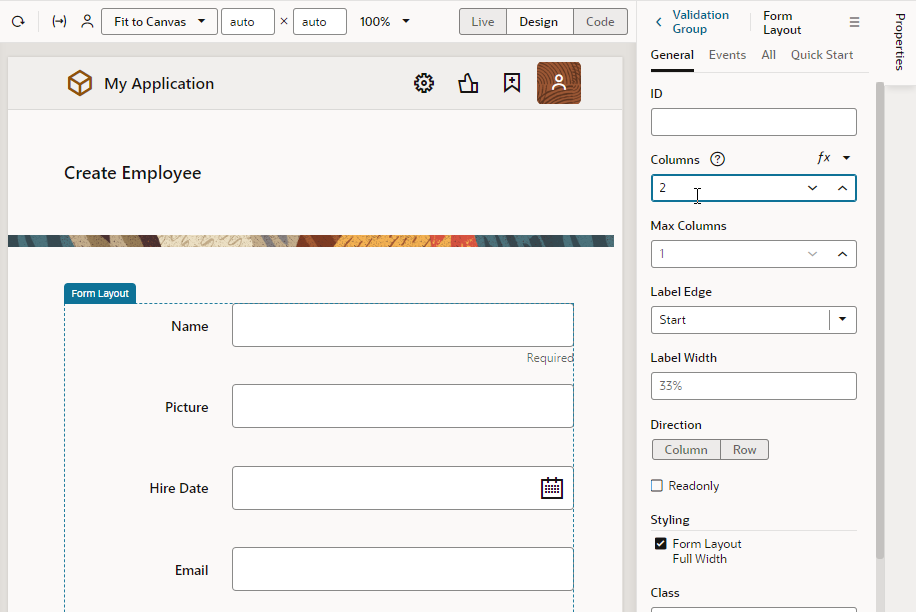 Fit to Canvas auto × auto 100% Live Design Code
Validation Group
Form Layout
Properties
General Events All Quick Start
My Application
Create Employee
Form Layout
Name
Required
Picture
Hire Date
Email
ID
Columns ? fx
2
Max Columns
1
Label Edge
Start
Label Width
33%
Direction
Column Row
Readonly
Styling
Form Layout
Full Width
Class